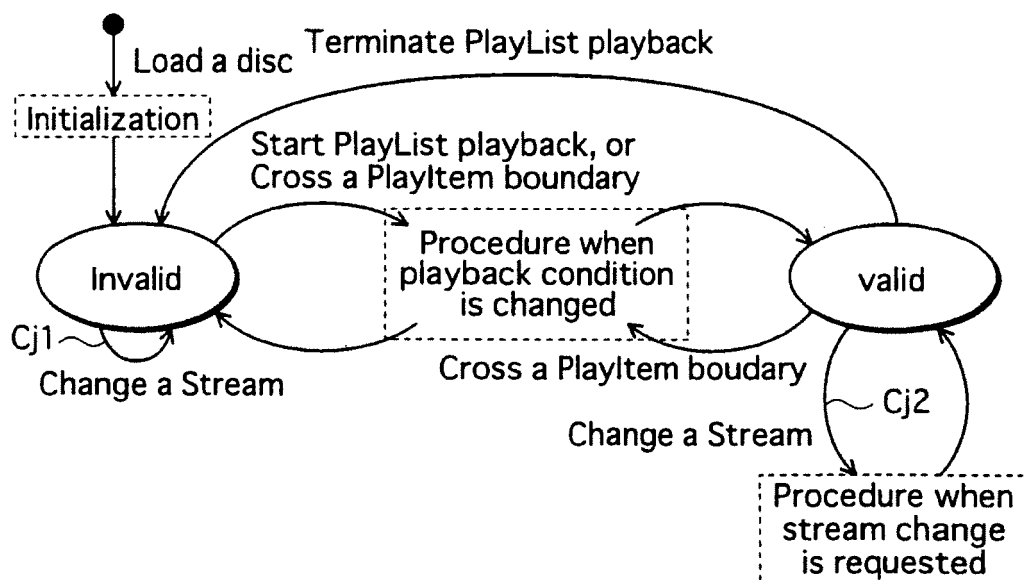 Load a disc
Terminate PlayList playback
Initialization
Start PlayList playback, or
Cross a PlayItem boundary
Invalid
Procedure when
playback condition
is changed
valid
Cj1
Change a Stream
Cross a PlayItem boudary
Cj2
Change a Stream
Procedure when
stream change
is requested